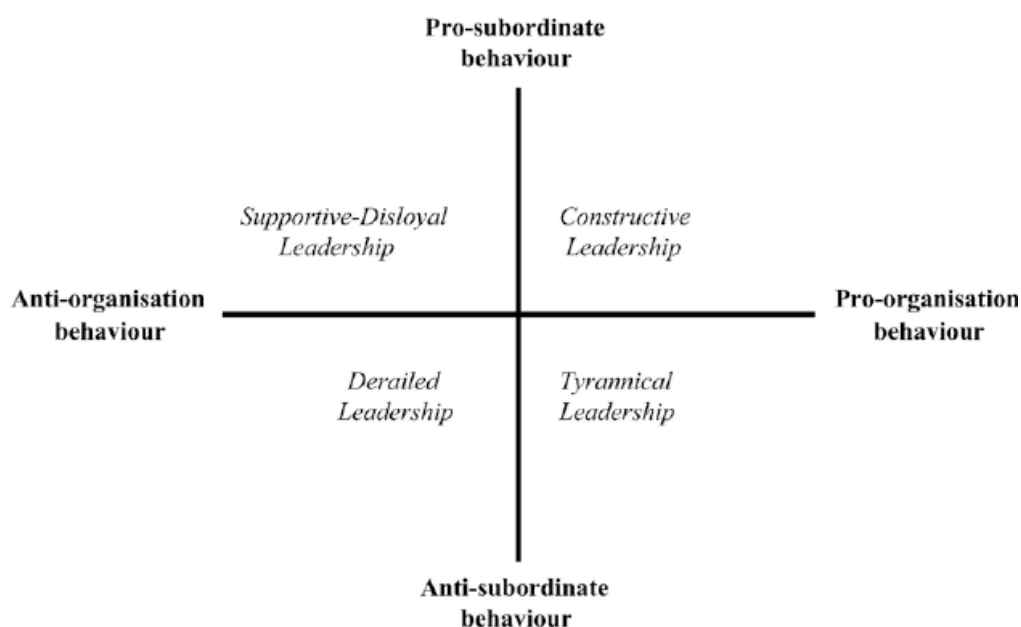 Pro-subordinate
behaviour
Supportive-Disloyal
Leadership
Constructive
Leadership
Anti-organisation
behaviour
Pro-organisation
behaviour
Derailed
Leadership
Tyrannical
Leadership
Anti-subordinate
behaviour